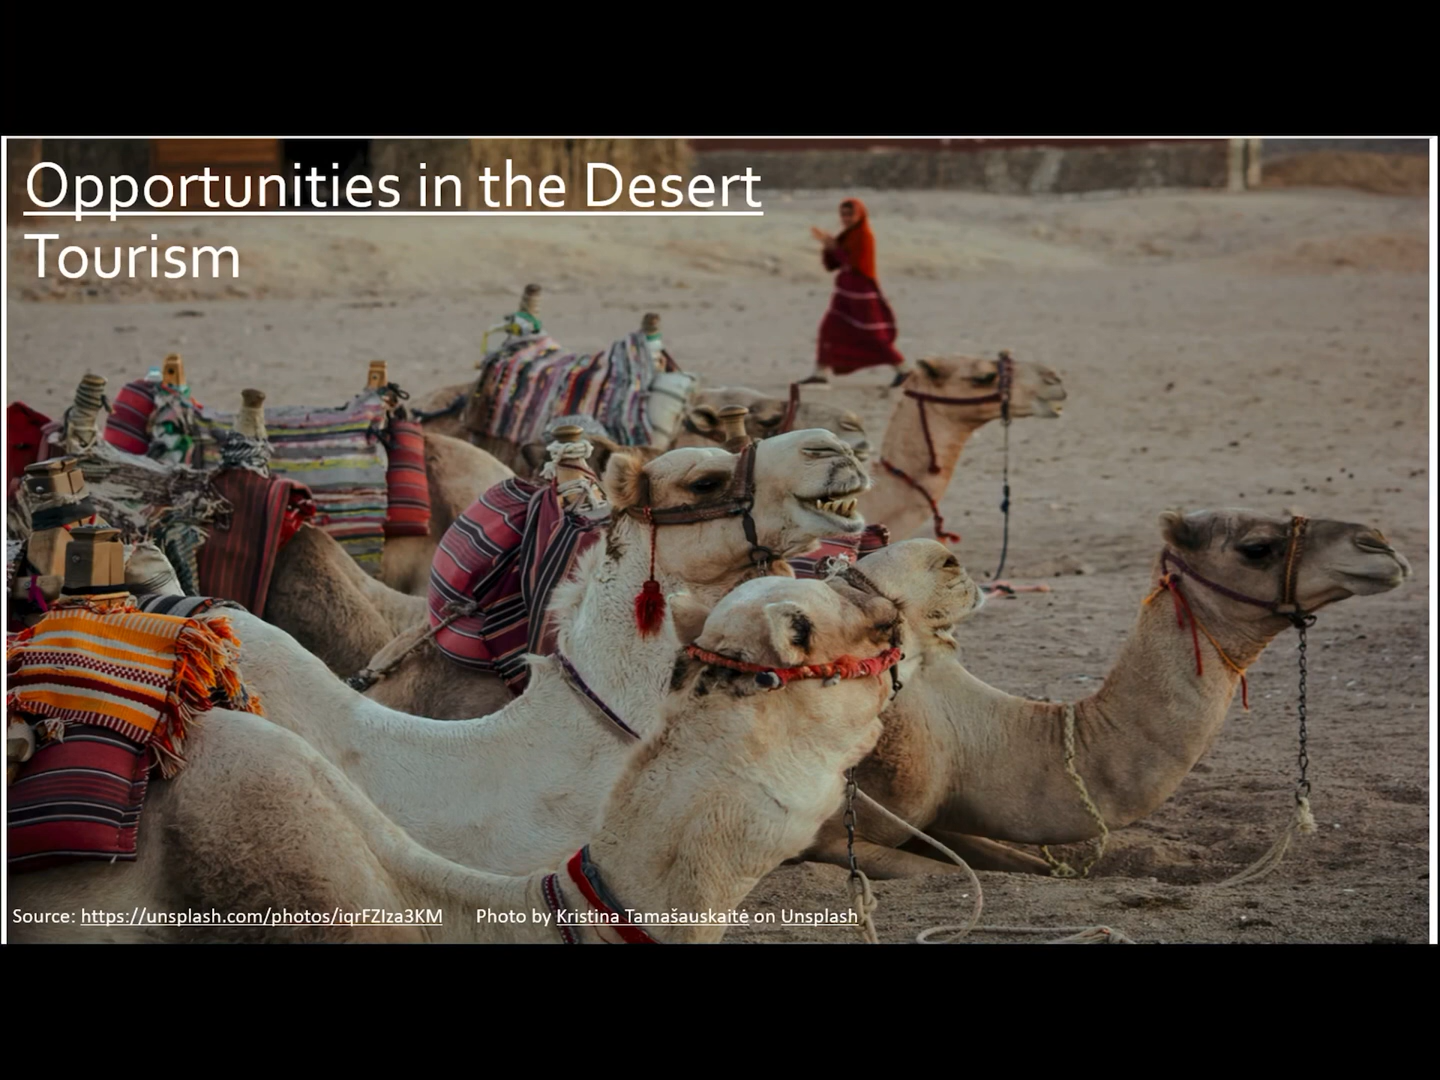 Opportunities in the Desert
Tourism
Source: https://unsplash.com/photos/iqrFZIza3KM Photo by Kristina Tamašauskaitė on Unsplash